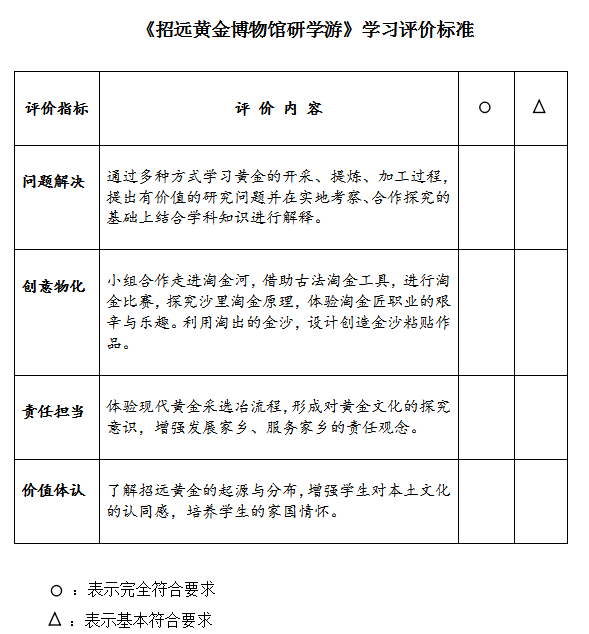 《招远黄金博物馆研学游》学习评价标准
评价指标 评 价 内 容 ○ △
问题解决
通过多种方式学习黄金的开采、提炼、加工过程，
提出有价值的研究问题并在实地考察、合作探究的
基础上结合学科知识进行解释。
创意物化
小组合作走进淘金河，借助古法淘金工具，进行淘
金比赛，探究沙里淘金原理，体验淘金匠职业的艰
辛与乐趣。利用淘出的金沙，设计创造金沙粘贴作
品。
责任担当
体验现代黄金采选冶流程，形成对黄金文化的探究
意识，增强发展家乡、服务家乡的责任观念。
价值体认
了解招远黄金的起源与分布，增强学生对本土文化
的认同感，培养学生的家国情怀。
○：表示完全符合要求
△：表示基本符合要求